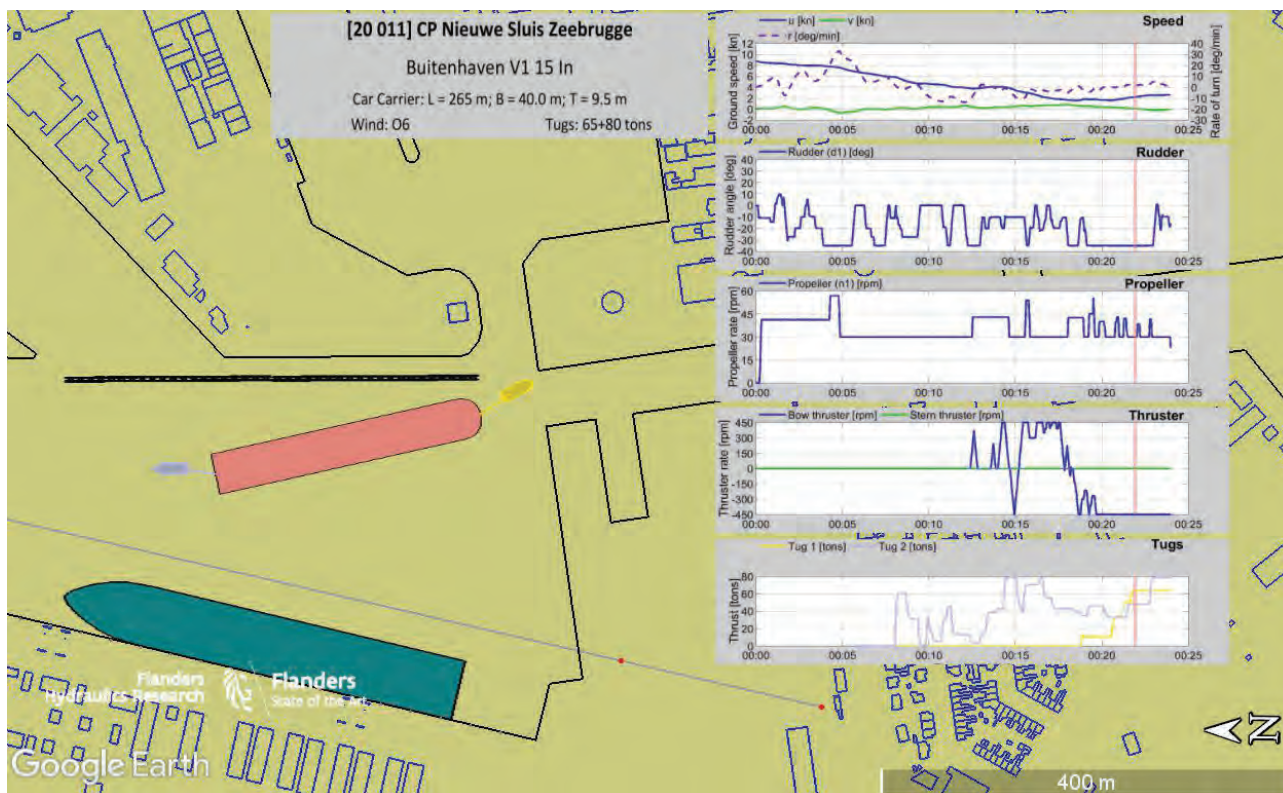 [20 011] CP Nieuwe Sluis Zeebrugge
Buitenhaven V1 15 In
Car Carrier: L = 265 m; B = 40.0 m; T = 9.5 m
Wind: O6 Tugs: 65+80 tons
u [kn] v [kn] Speed
r [deg/min]
Ground speed [kn]
12
10
8
6
4
2
0
-2
40
30
20
10
0
-10
-20
-30
Rate of turn [deg/min]
00:00 00:05 00:10 00:15 00:20 00:25
Rudder (d1) [deg] Rudder
Rudder angle [deg]
40
30
20
10
0
-10
-20
-30
-40
00:00 00:05 00:10 00:15 00:20 00:25
Propeller (n1) [rpm] Propeller
Propeller rate [rpm]
60
45
30
15
0
00:00 00:05 00:10 00:15 00:20 00:25
Bow thruster [rpm] Stern thruster [rpm] Thruster
Thruster rate [rpm]
450
300
150
0
-150
-300
-450
00:00 00:05 00:10 00:15 00:20 00:25
Tug 1 [tons] Tug 2 [tons] Tugs
Thrust [tons]
80
60
40
20
0
00:00 00:05 00:10 00:15 00:20 00:25
Flanders
Hydraulics Research
Flanders
State of the Art
Google Earth
N
400 m